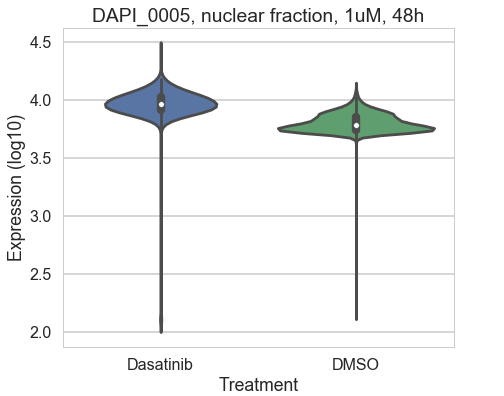 DAPI_0005, nuclear fraction, 1uM, 48h
Expression (log10)
4.5
4.0
3.5
3.0
2.5
2.0
Dasatinib
DMSO
Treatment